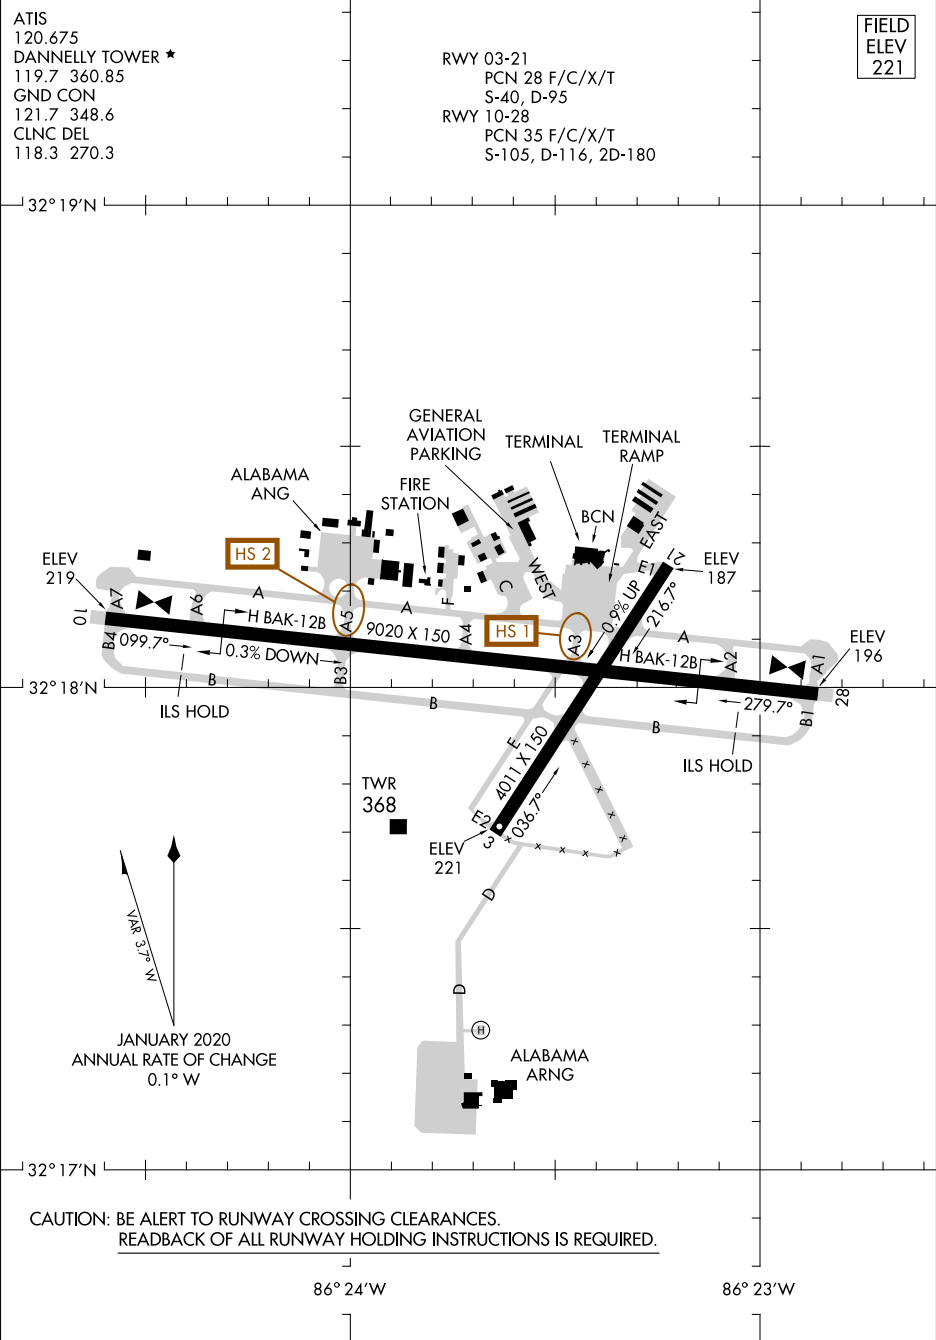 ATIS
120.675
DANNELLY TOWER ★
119.7 360.85
GND CON
121.7 348.6
CLNC DEL
118.3 270.3
RWY 03-21
PCN 28 F/C/X/T
S-40, D-95
RWY 10-28
PCN 35 F/C/X/T
S-105, D-116, 2D-180
FIELD
ELEV
221
32°19'N
GENERAL
AVIATION
PARKING
TERMINAL
TERMINAL
RAMP
ALABAMA
ANG
FIRE
STATION
BCN
EAST
WEST
HS 2
ELEV
219
ELEV
187
21
E1
10
A7
A6
A
A5
A
F
C
A4
HS 1
A3
0.9% UP
216.7°
A
A2
A1
ELEV
196
H BAK-12B
9020 X 150
H BAK-12B
B4
099.7°
0.3% DOWN
B3
32°18'N
B
B
B
279.7°
B1
28
ILS HOLD
ILS HOLD
E
4011 X 150
036.7°
E2
3
ELEV
221
TWR
368
D
D
VAR 3.7° W
JANUARY 2020
ANNUAL RATE OF CHANGE
0.1° W
H
ALABAMA
ARNG
32°17'N
CAUTION: BE ALERT TO RUNWAY CROSSING CLEARANCES.
READBACK OF ALL RUNWAY HOLDING INSTRUCTIONS IS REQUIRED.
86°24'W
86°23'W